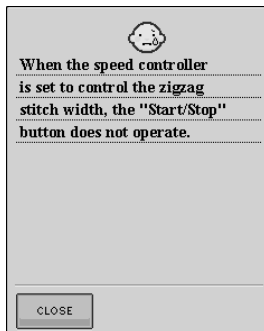 When the speed controller
is set to control the zigzag
stitch width, the "Start/Stop"
button does not operate.
CLOSE